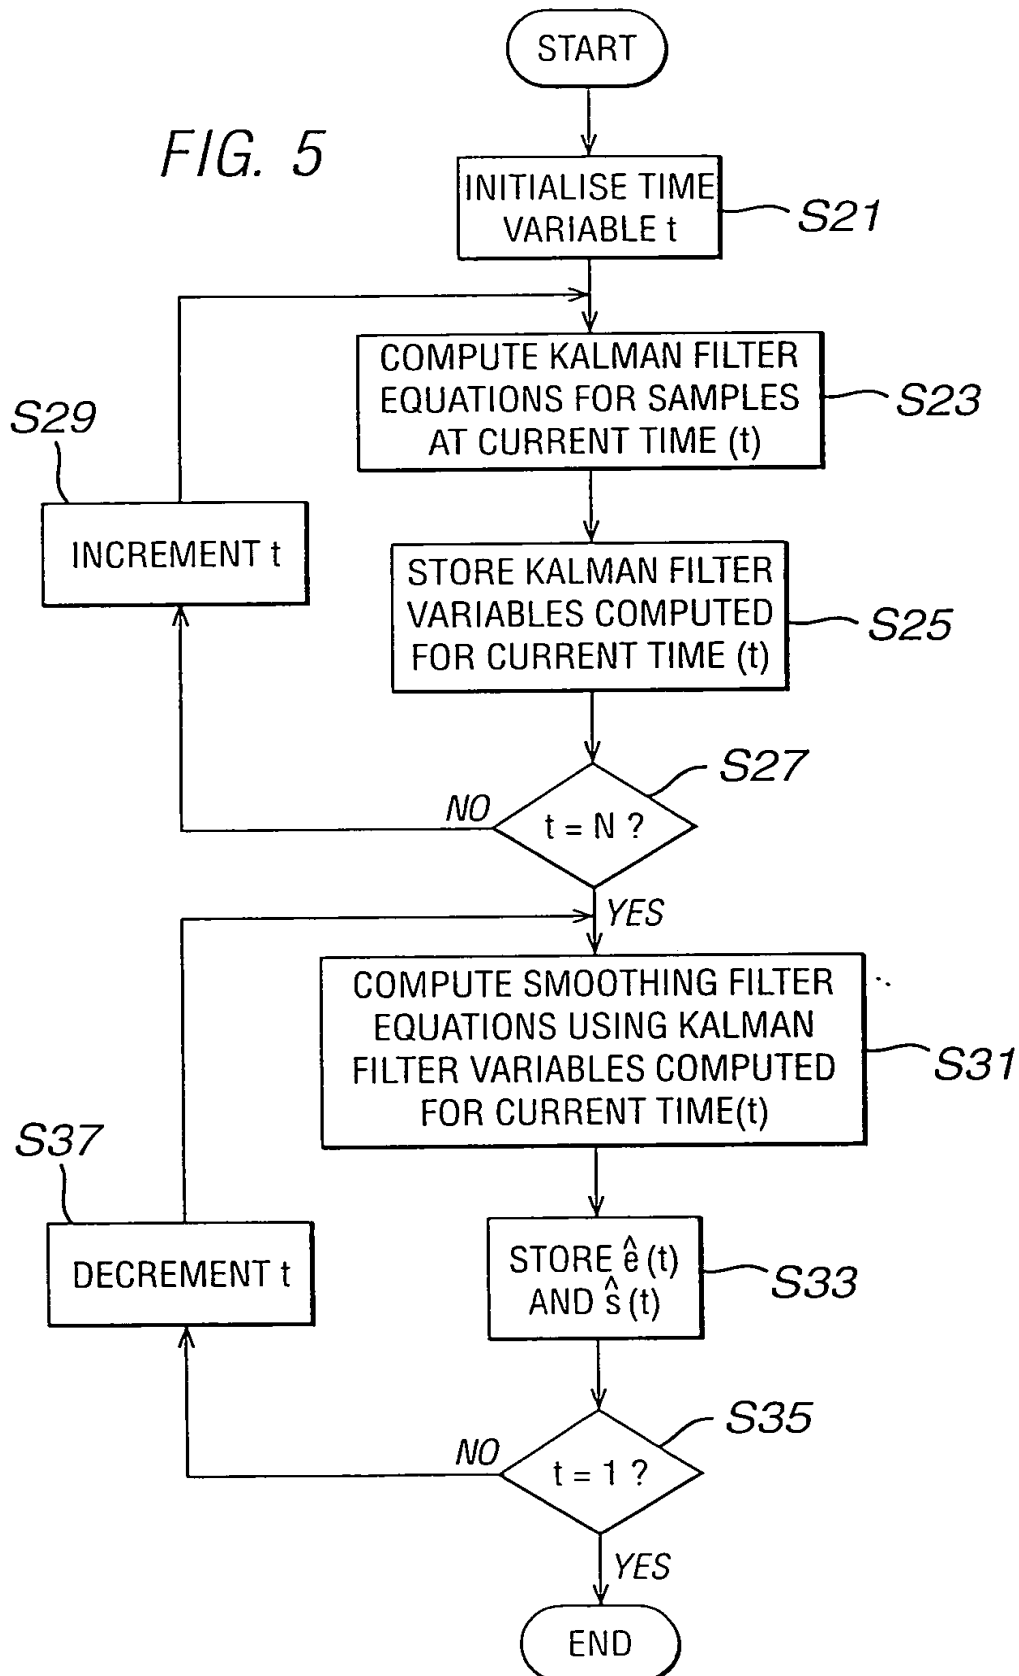 START
FIG. 5
INITIALISE TIME
VARIABLE t
S21
COMPUTE KALMAN FILTER
EQUATIONS FOR SAMPLES
AT CURRENT TIME (t)
S23
S29
INCREMENT t
STORE KALMAN FILTER
VARIABLES COMPUTED
FOR CURRENT TIME (t)
S25
S27
NO
t = N ?
YES
COMPUTE SMOOTHING FILTER
EQUATIONS USING KALMAN
FILTER VARIABLES COMPUTED
FOR CURRENT TIME(t)
S31
S37
DECREMENT t
STORE ê (t)
AND ŝ (t)
S33
S35
NO
t = 1 ?
YES
END